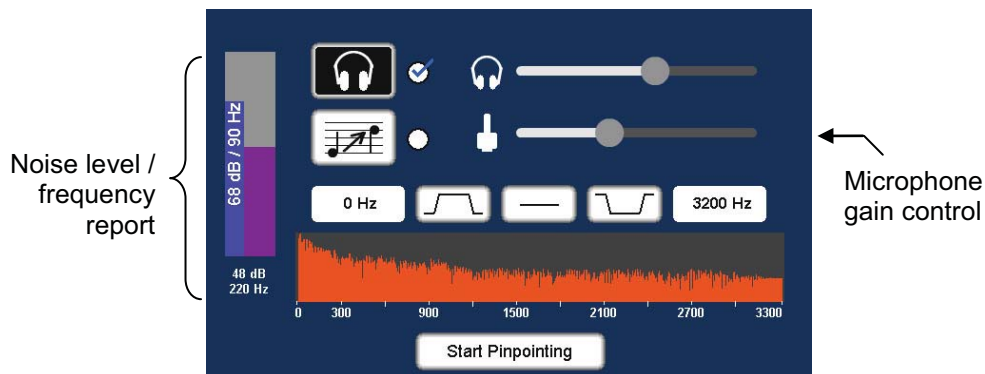 Noise level /
frequency
report
68 dB / 90 Hz
48 dB
220 Hz
0 Hz
3200 Hz
0 300 900 1500 2100 2700 3300
Start Pinpointing
Microphone
gain control